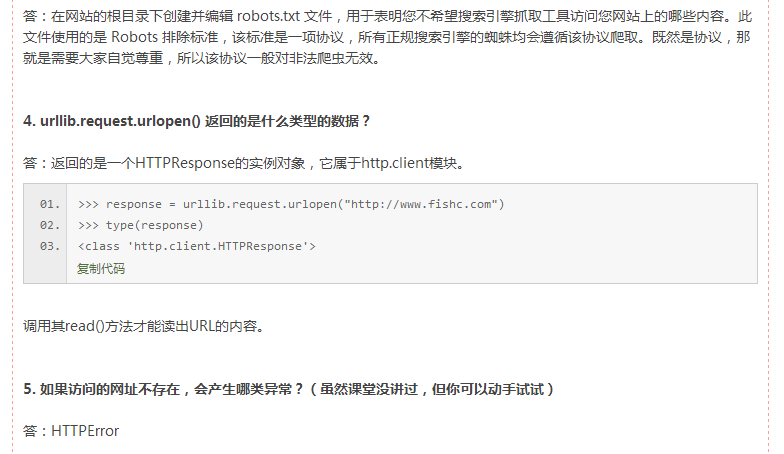 答：在网站的根目录下创建并编辑 robots.txt 文件，用于表明您不希望搜索引擎抓取工具访问您网站上的哪些内容。此
文件使用的是 Robots 排除标准，该标准是一项协议，所有正规搜索引擎的蜘蛛均会遵循该协议爬取。既然是协议，那
就是需要大家自觉尊重，所以该协议一般对非法爬虫无效。
4. urllib.request.urlopen() 返回的是什么类型的数据？
答：返回的是一个HTTPResponse的实例对象，它属于http.client模块。
01. >>> response = urllib.request.urlopen("http://www.fishc.com")
02. >>> type(response)
03. <class 'http.client.HTTPResponse'>
复制代码
调用其read()方法才能读出URL的内容。
5. 如果访问的网址不存在，会产生哪类异常？（虽然课堂没讲过，但你可以动手试试）
答：HTTPError